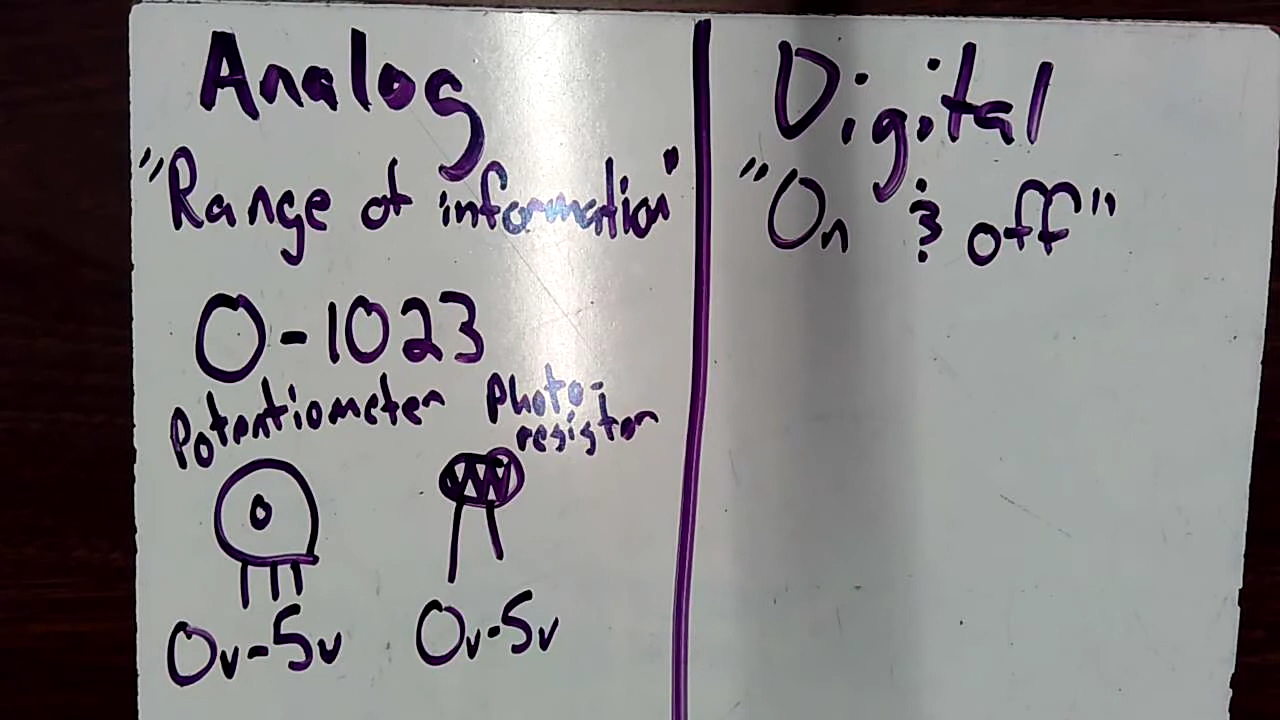 Analog
"Range of information"
0-1023
Potentiometer
Photo-
resistor
0v-5v
0v-5v
Digital
"On & off"